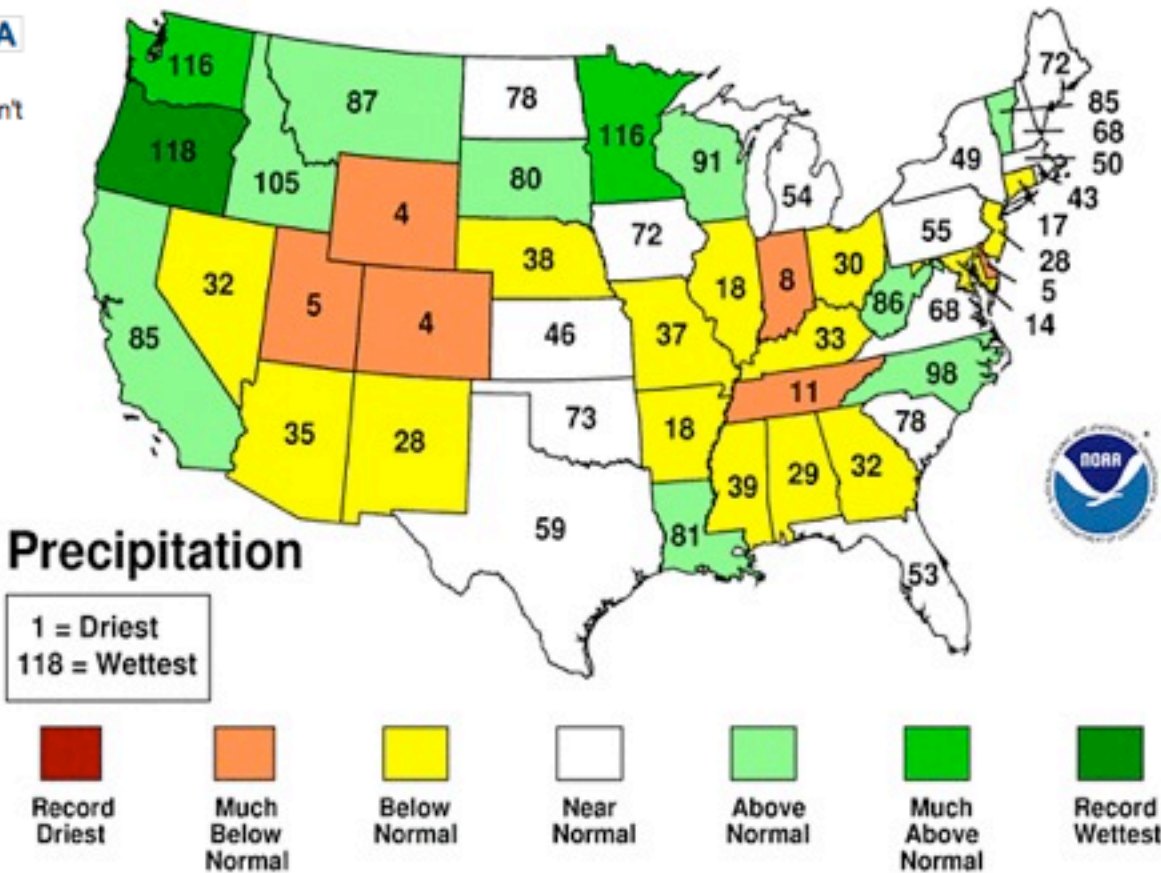 A
n't
116
118
87
105
78
80
116
91
72
54
49
72
85
68
50
43
17
28
5
14
55
4
38
32
5
4
46
37
18
8
30
86
68
33
85
35
28
73
18
11
98
78
39
29
32
59
81
53
NOAA
Precipitation
1 = Driest
118 = Wettest
Record
Driest
Much
Below
Normal
Below
Normal
Near
Normal
Above
Normal
Much
Above
Normal
Record
Wettest